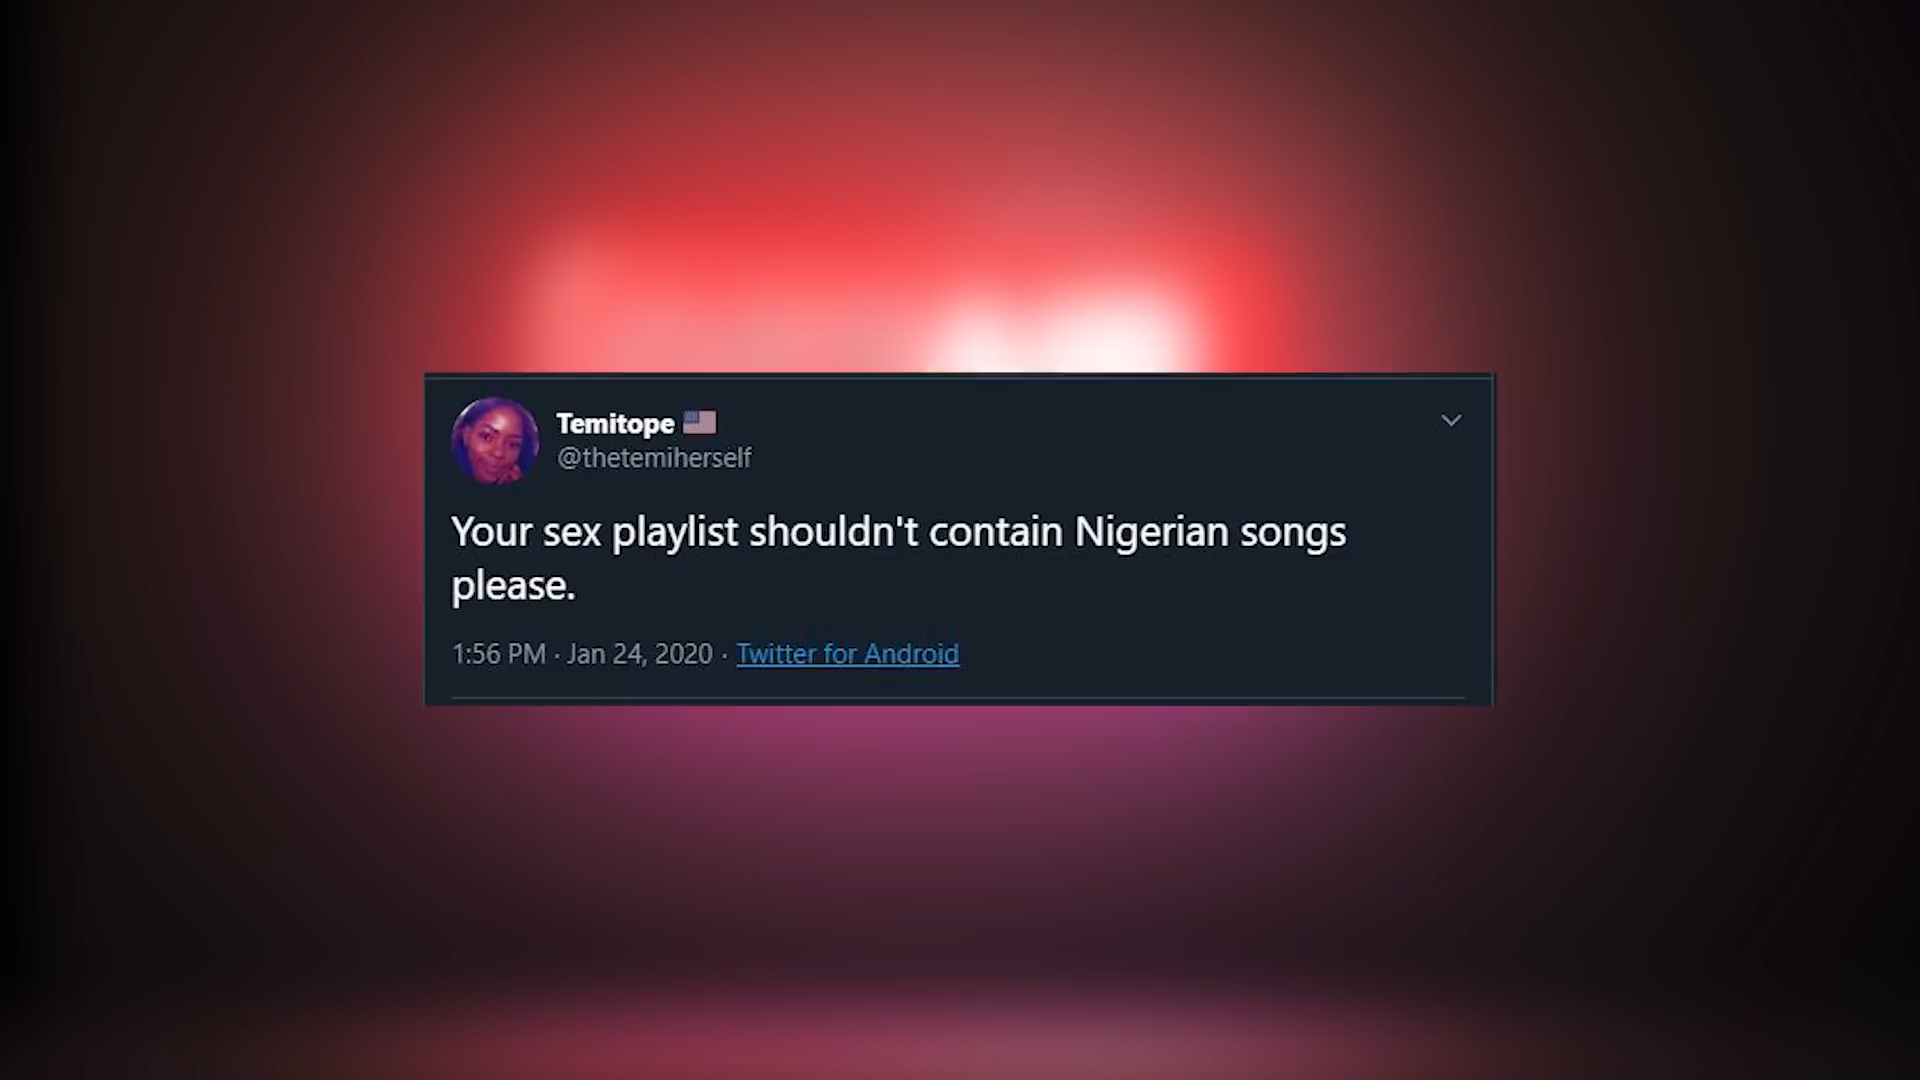 Temitope 🇺🇸
@thetemiherself
Your sex playlist shouldn't contain Nigerian songs
please.
1:56 PM · Jan 24, 2020 · Twitter for Android